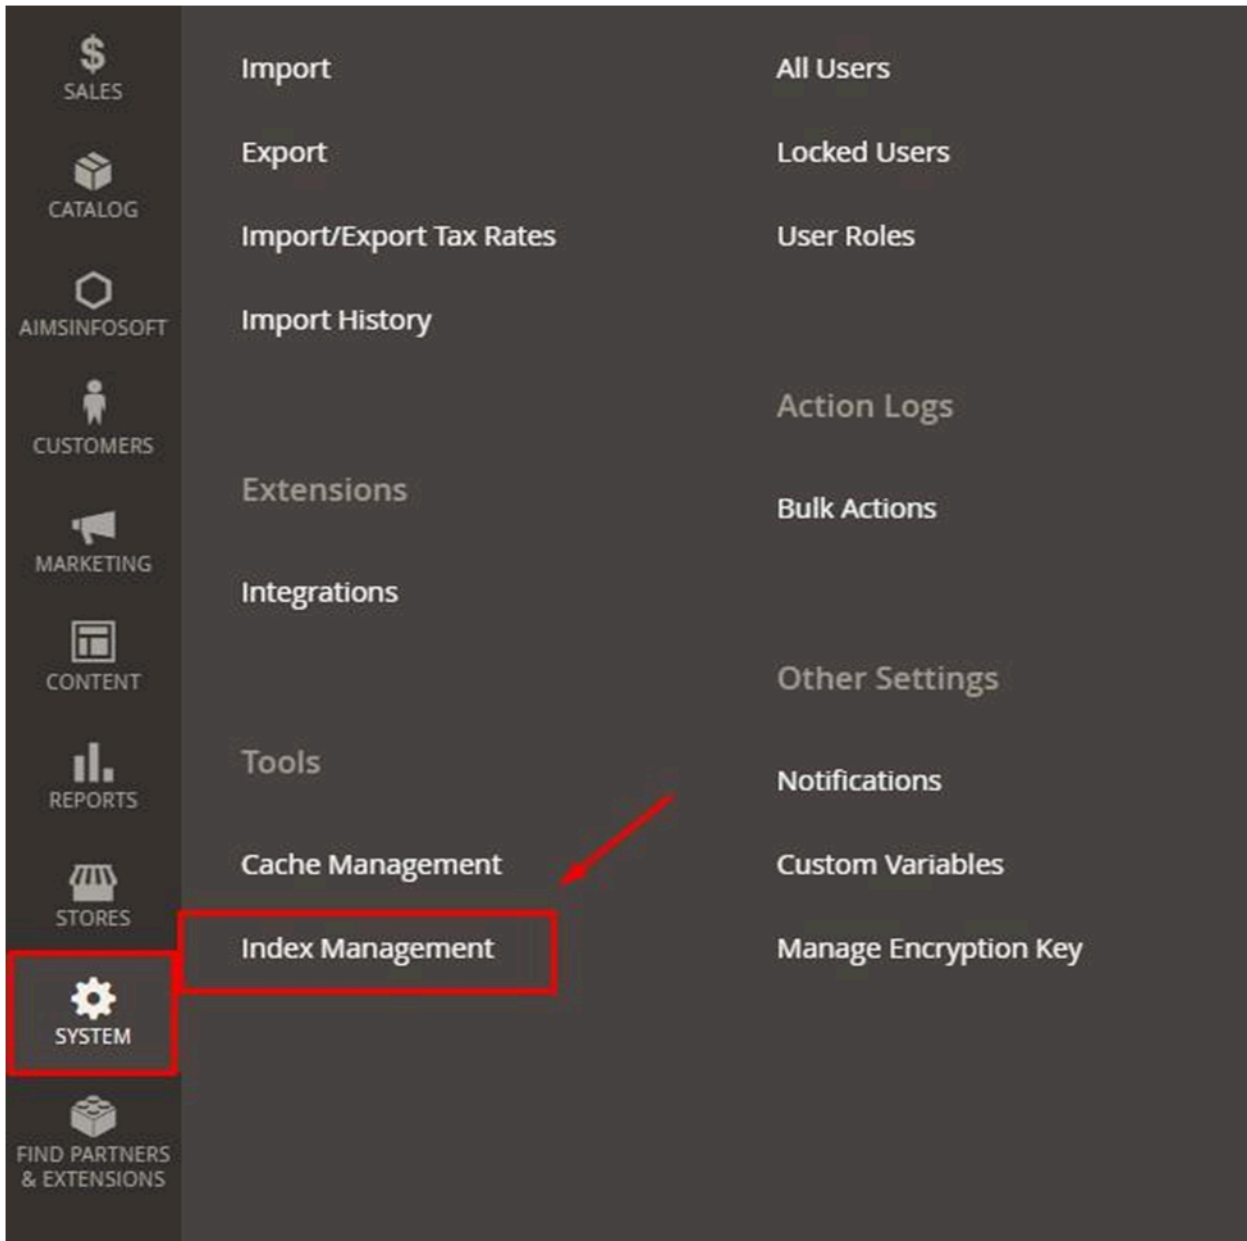 SALES
CATALOG
AIMSINFOSOFT
CUSTOMERS
MARKETING
CONTENT
REPORTS
STORES
SYSTEM
FIND PARTNERS
& EXTENSIONS
Import
Export
Import/Export Tax Rates
Import History
Extensions
Integrations
Tools
Cache Management
Index Management
All Users
Locked Users
User Roles
Action Logs
Bulk Actions
Other Settings
Notifications
Custom Variables
Manage Encryption Key